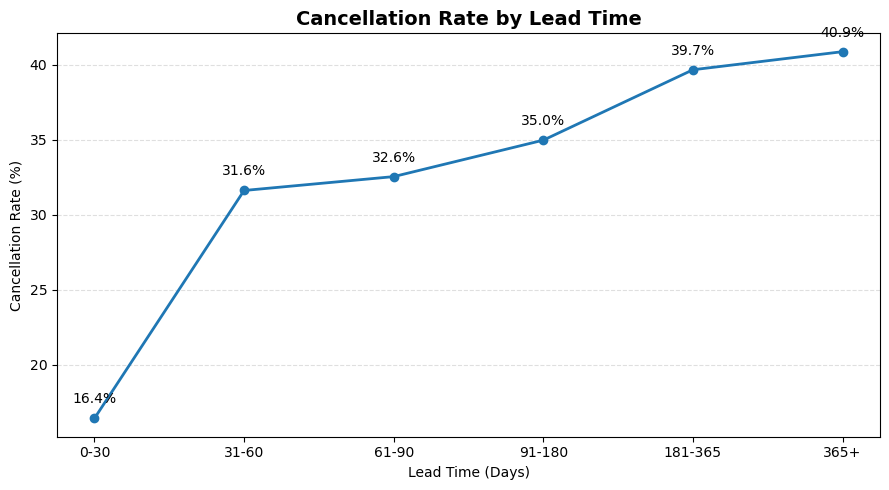 Cancellation Rate by Lead Time
40.9%
39.7%
40
35.0%
35
32.6%
31.6%
30
25
20
16.4%
Cancellation Rate (%)
0-30 31-60 61-90 91-180 181-365 365+
Lead Time (Days)